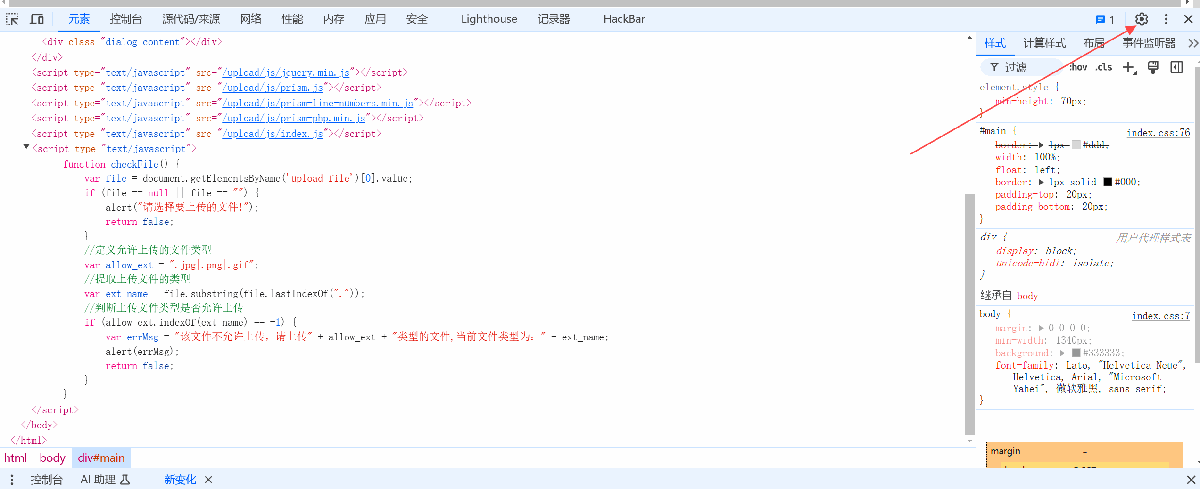 元素 控制台 源代码/来源 网络 性能 内存 应用 安全 Lighthouse 记录器 HackBar 1
<div class="dialog content"></div>
</div>
<script type="text/javascript" src="/upload/js/jquery.min.js"></script>
<script type="text/javascript" src="/upload/js/prism.js"></script>
<script type="text/javascript" src="/upload/js/prism-line-numbers.min.js"></script>
<script type="text/javascript" src="/upload/js/prism-php.min.js"></script>
<script type="text/javascript" src="/upload/js/index.js"></script>
<script type="text/javascript">
function checkFile() {
var file = document.getElementsByName('upload_file')[0].value;
if (file == null || file == "") {
alert("请选择要上传的文件!");
return false;
}
//定义允许上传的文件类型
var allow_ext = ".jpg|.png|.gif";
//提取上传文件的类型
var ext_name = file.substring(file.lastIndexOf("."));
//判断上传文件类型是否允许上传
if (allow_ext.indexOf(ext_name) == -1) {
var errMsg = "该文件不允许上传，请上传" + allow_ext + "类型的文件,当前文件类型为：" + ext_name;
alert(errMsg);
return false;
}
}
</script>
</body>
</html>
html body div#main
控制台 AI 助理 新变化
样式 计算样式 布局 事件监听器
过滤 :hov .cls
element.style {
min-height: 70px;
}
#main { index.css:76
border: 1px #ddd;
width: 100%;
float: left;
border: 1px solid #000;
padding-top: 20px;
padding-bottom: 20px;
}
div { 用户代理样式表
display: block;
unicode-bidi: isolate;
}
继承自 body
body { index.css:7
margin: 0 0 0 0;
min-width: 1340px;
background: #333333;
font-family: Lato, "Helvetica Neue",
Helvetica, Arial, "Microsoft
Yahei", 微软雅黑, sans-serif;
}
margin -